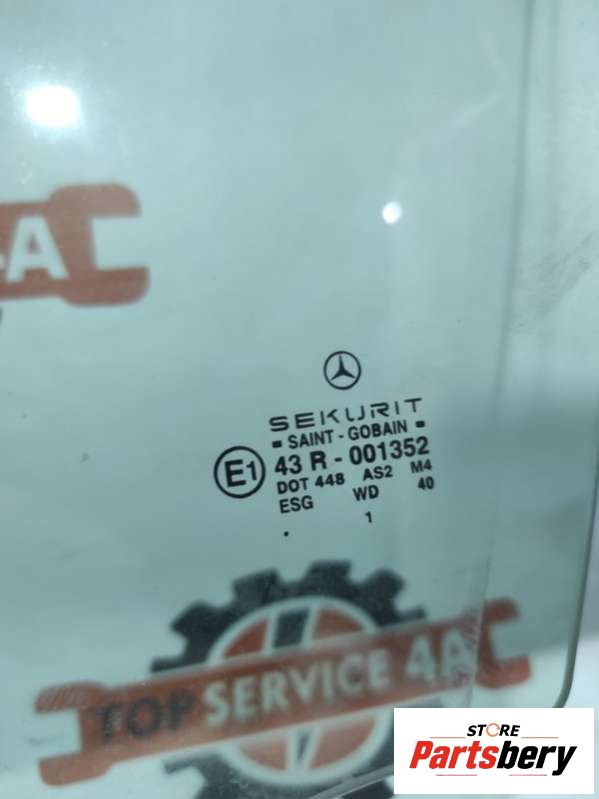 4A
SEKURIT
SAINT - GOBAIN
E1
43 R - 001352
DOT 448 AS2 M4
ESG WD 40
. 1
TOP SERVICE 4A
STORE
Partsbery